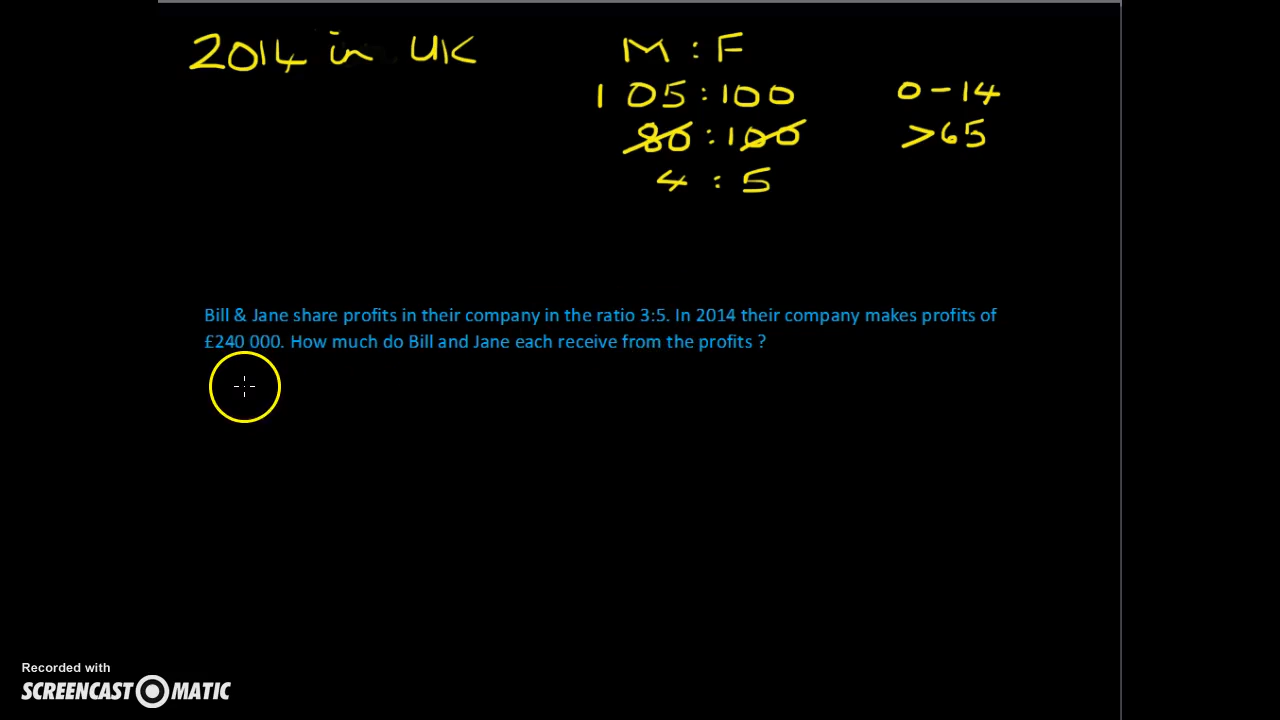 2014 in UK M : F
105 : 100 0 - 14
80 : 100 > 65
4 : 5
Bill & Jane share profits in their company in the ratio 3:5. In 2014 their company makes profits of
£240 000. How much do Bill and Jane each receive from the profits ?
Recorded with
SCREENCAST MATIC